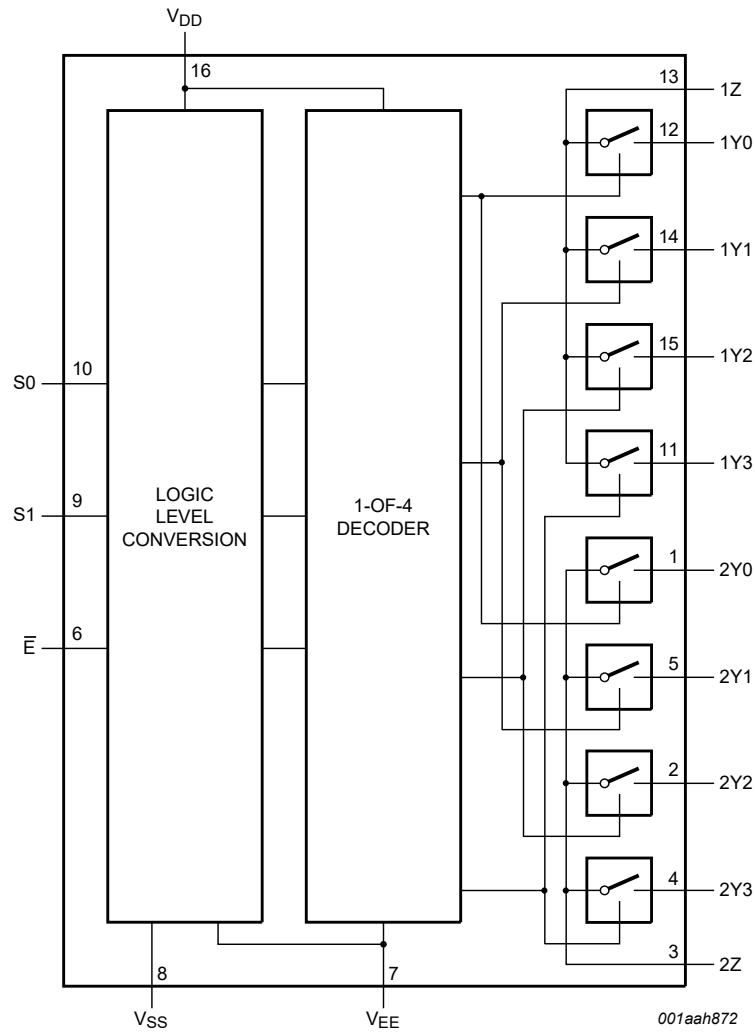 VDD
16
13
1Z
12
1Y0
14
1Y1
15
1Y2
10
S0
11
1Y3
LOGIC
LEVEL
CONVERSION
1-OF-4
DECODER
9
S1
1
2Y0
6
E̅
5
2Y1
2
2Y2
4
2Y3
3
2Z
8
7
VSS
VEE
001aah872